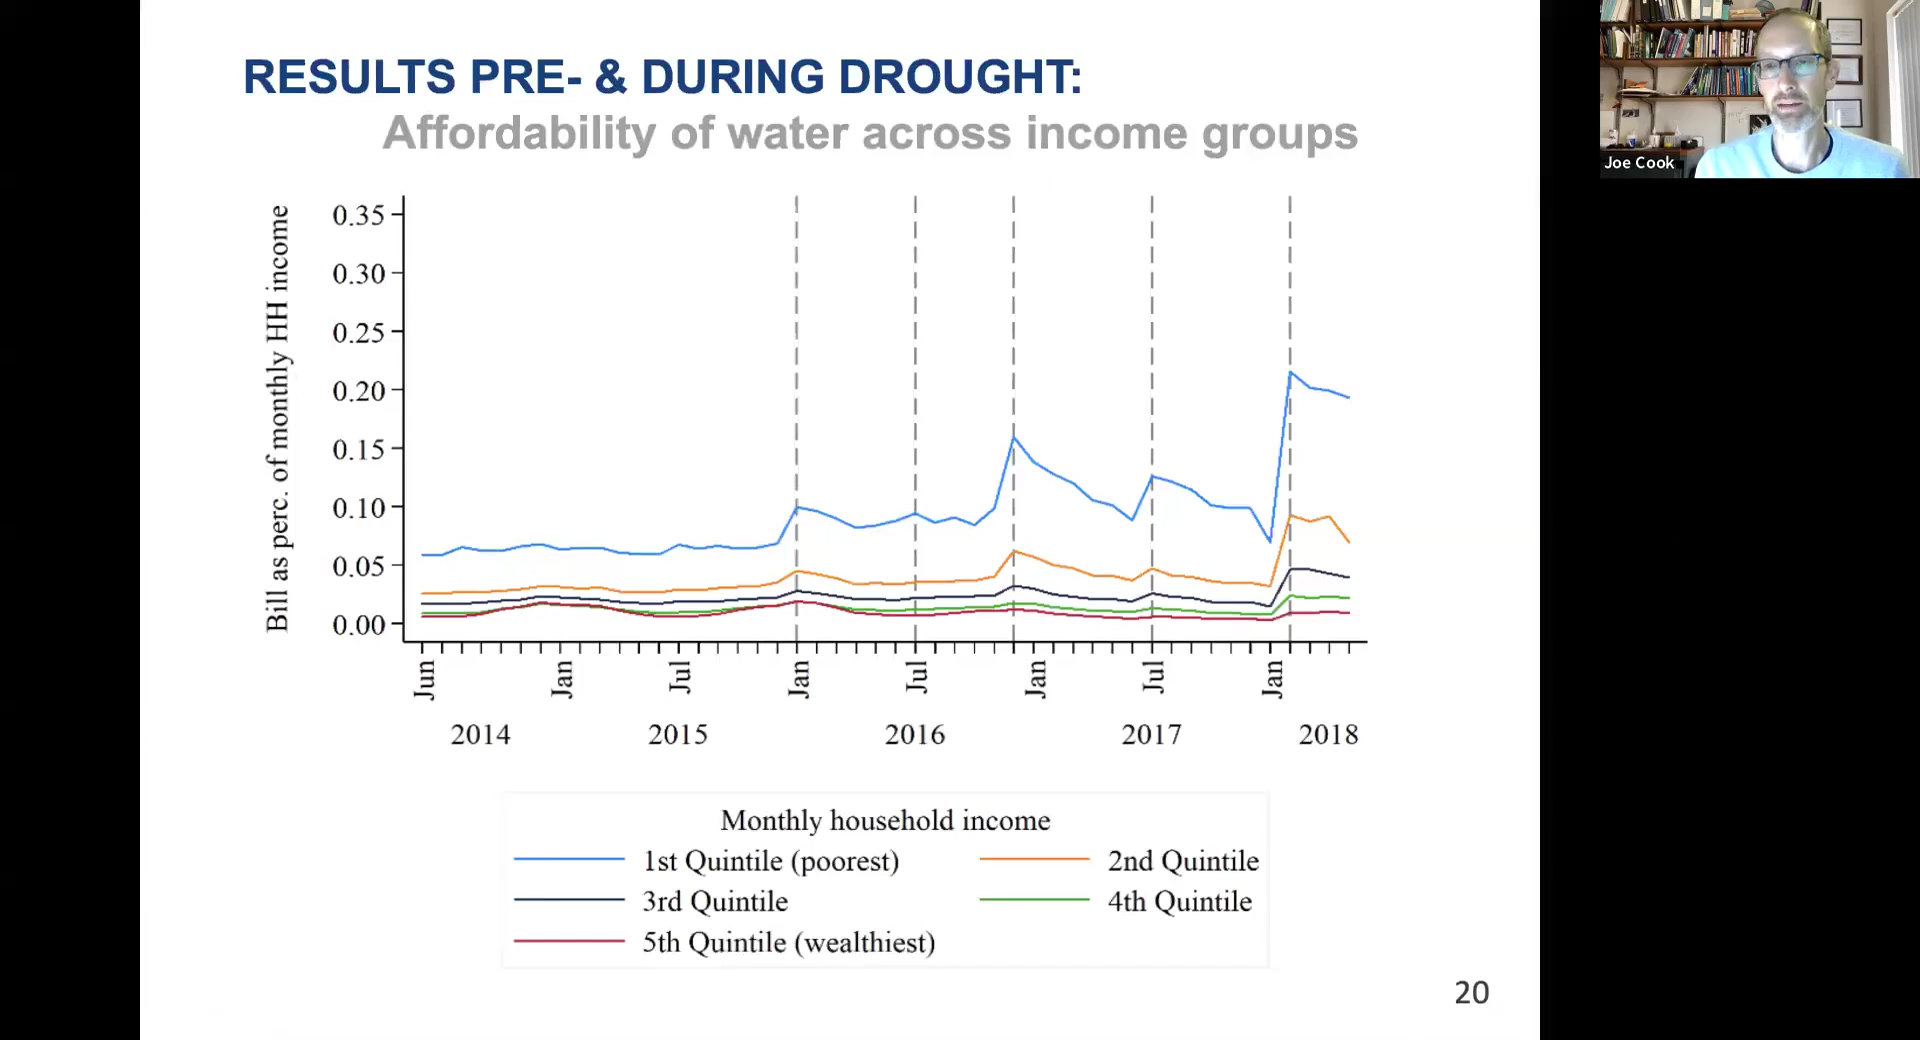 RESULTS PRE- & DURING DROUGHT:
Affordability of water across income groups
Joe Cook
Bill as perc. of monthly HH income
0.35
0.30
0.25
0.20
0.15
0.10
0.05
0.00
Jun Jan Jul Jan Jul Jan Jul Jan
2014 2015 2016 2017 2018
Monthly household income
1st Quintile (poorest) 2nd Quintile
3rd Quintile 4th Quintile
5th Quintile (wealthiest)
20